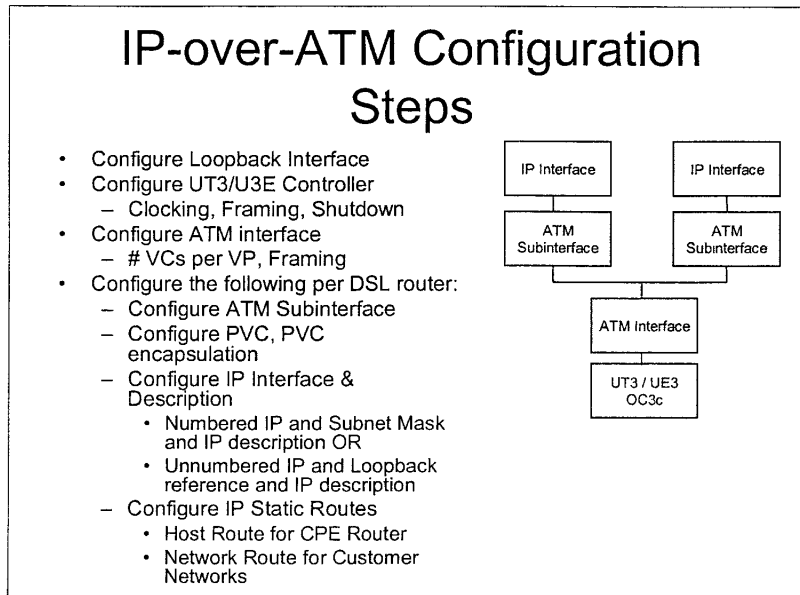 IP-over-ATM Configuration
Steps
• Configure Loopback Interface
• Configure UT3/U3E Controller
– Clocking, Framing, Shutdown
• Configure ATM interface
– # VCs per VP, Framing
• Configure the following per DSL router:
– Configure ATM Subinterface
– Configure PVC, PVC
encapsulation
– Configure IP Interface &
Description
• Numbered IP and Subnet Mask
and IP description OR
• Unnumbered IP and Loopback
reference and IP description
– Configure IP Static Routes
• Host Route for CPE Router
• Network Route for Customer
Networks
IP Interface
IP Interface
ATM
Subinterface
ATM
Subinterface
ATM Interface
UT3 / UE3
OC3c